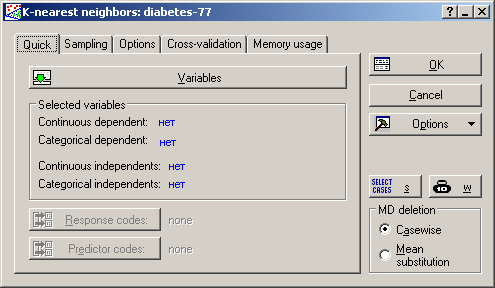 K-nearest neighbors: diabetes-77
Quick Sampling Options Cross-validation Memory usage
Variables
Selected variables
Continuous dependent: нет
Categorical dependent: нет
Continuous independents: нет
Categorical independents: нет
Response codes: none
Predictor codes: none
OK
Cancel
Options
SELECT CASES S
W
MD deletion
Casewise
Mean
substitution